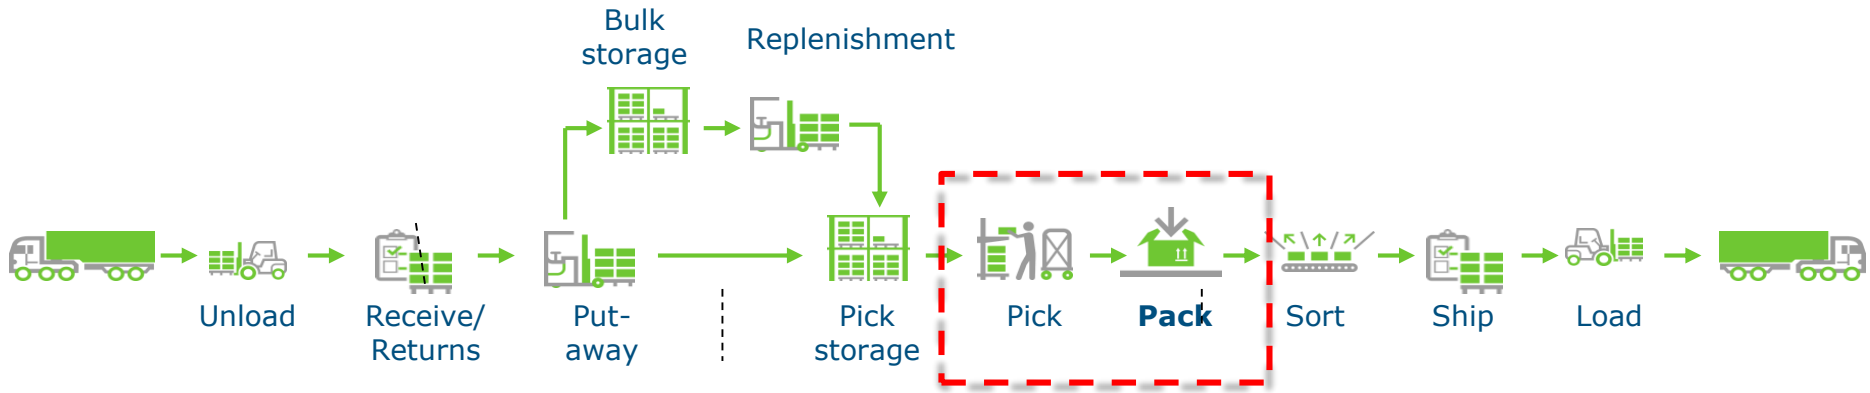 Bulk
storage
Replenishment
Unload
Receive/
Returns
Put-
away
Pick
storage
Pick
Pack
Sort
Ship
Load